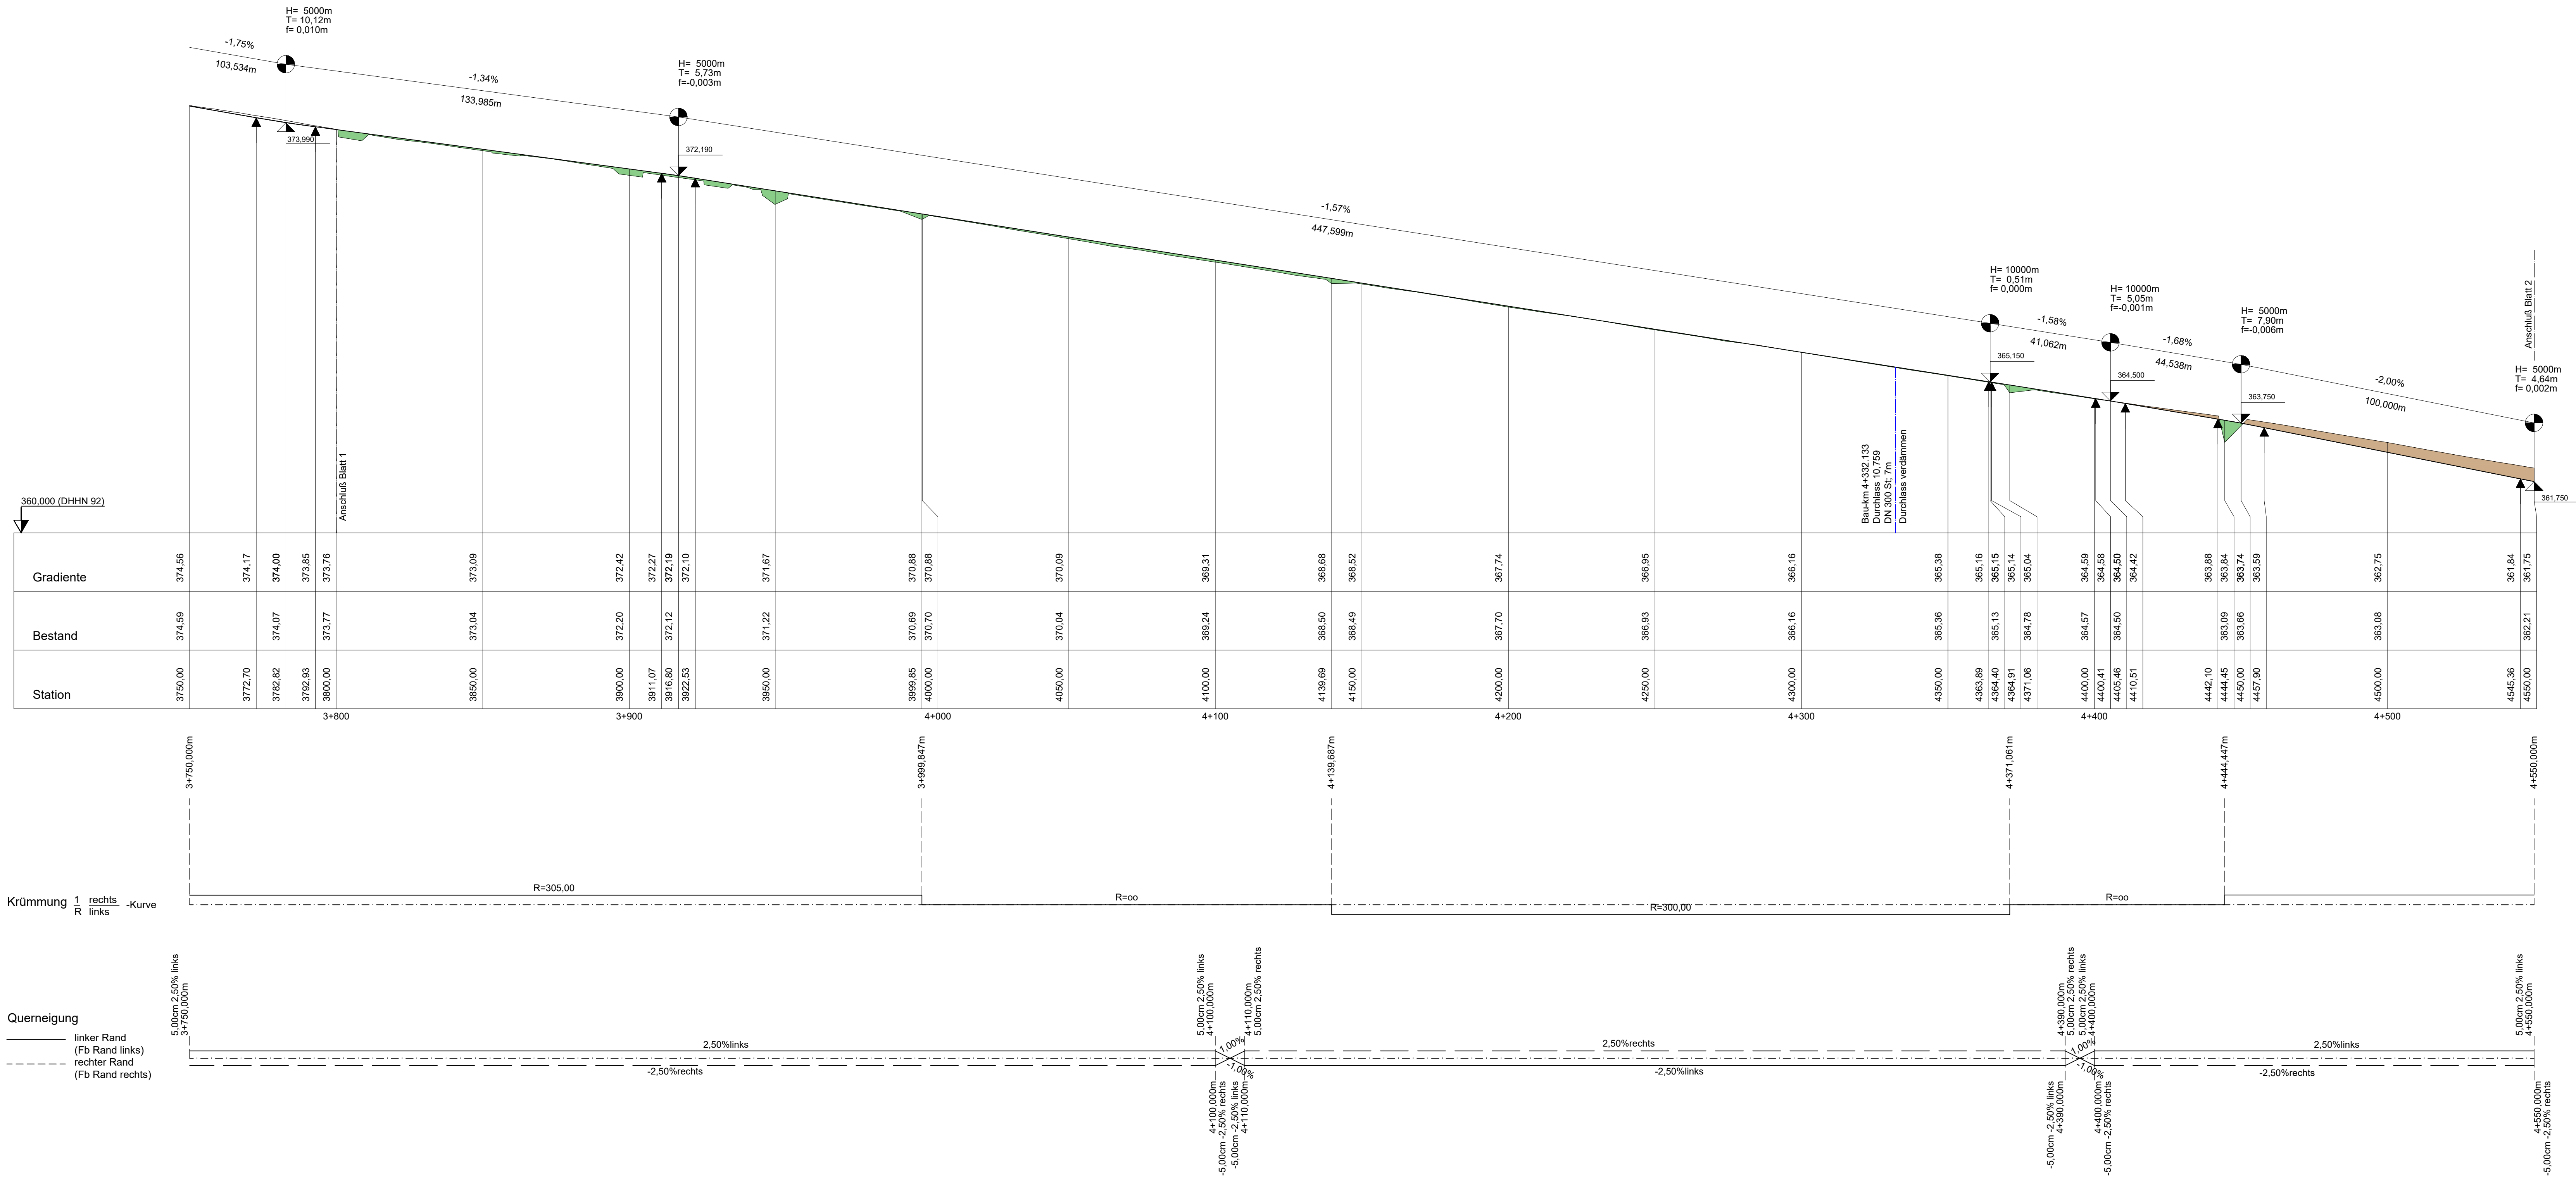 H= 5000m
T= 10,12m
f= 0,010m
-1,75%
103,534m
-1,34%
133,985m
H= 5000m
T= 5,73m
f=-0,003m
-1,57%
447,599m
H= 10000m
T= 0,51m
f= 0,000m
-1,58%
41,062m
H= 10000m
T= 5,05m
f=-0,001m
-1,68%
44,538m
H= 5000m
T= 7,90m
f=-0,006m
-2,00%
100,000m
H= 5000m
T= 4,64m
f= 0,002m
373,990
372,190
365,150
364,500
363,750
361,750
Anschluß Blatt 1
Anschluß Blatt 2
Bau-km 4+332.133
Durchlass 10,759
DN 300 St; 7m
Durchlass verdämmen
360,000 (DHHN 92)
Gradiente
374,56 374,17 374,00 373,85 373,76 373,09 372,42 372,27 372,19 372,10 371,67 370,88 370,88 370,09 369,31 368,68 368,52 367,74 366,95 366,16 365,38 365,16 365,15 365,14 365,04 364,59 364,58 364,50 364,42 363,88 363,84 363,74 363,59 362,75 361,84 361,75
Bestand
374,59 374,07 373,77 373,04 372,20 372,12 371,22 370,69 370,70 370,04 369,24 368,50 368,49 367,70 366,93 366,16 365,36 365,13 364,78 364,57 364,50 363,09 363,66 363,08 362,21
Station
3750,00 3772,70 3782,82 3792,93 3800,00 3850,00 3900,00 3911,07 3916,80 3922,53 3950,00 3999,85 4000,00 4050,00 4100,00 4139,69 4150,00 4200,00 4250,00 4300,00 4350,00 4363,89 4364,40 4364,91 4371,06 4400,00 4400,41 4405,46 4410,51 4442,10 4444,45 4450,00 4457,90 4500,00 4545,36 4550,00
3+800 3+900 4+000 4+100 4+200 4+300 4+400 4+500
3+750,000m
3+999,847m
4+139,687m
4+371,061m
4+444,447m
4+550,000m
Krümmung 1/R rechts/links -Kurve
R=305,00
R=oo
R=300,00
R=oo
Querneigung
linker Rand
(Fb Rand links)
rechter Rand
(Fb Rand rechts)
5,00cm 2,50% links
3+750,000m
5,00cm 2,50% links
4+100,000m
4+110,000m
5,00cm 2,50% rechts
4+390,000m
5,00cm 2,50% rechts
5,00cm 2,50% links
4+400,000m
5,00cm 2,50% links
4+550,000m
2,50%links
1,00%
2,50%rechts
1,00%
2,50%links
-2,50%rechts
-1,00%
-2,50%links
-1,00%
-2,50%rechts
4+100,000m
-5,00cm -2,50% rechts
-5,00cm -2,50% links
4+110,000m
-5,00cm -2,50% links
4+390,000m
4+400,000m
-5,00cm -2,50% rechts
4+550,000m
-5,00cm -2,50% rechts